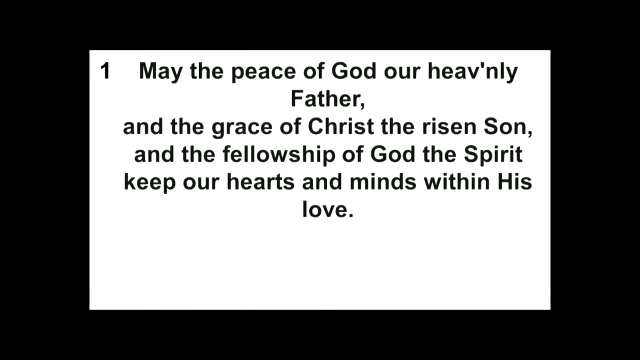 1 May the peace of God our heav'nly
Father,
and the grace of Christ the risen Son,
and the fellowship of God the Spirit
keep our hearts and minds within His
love.